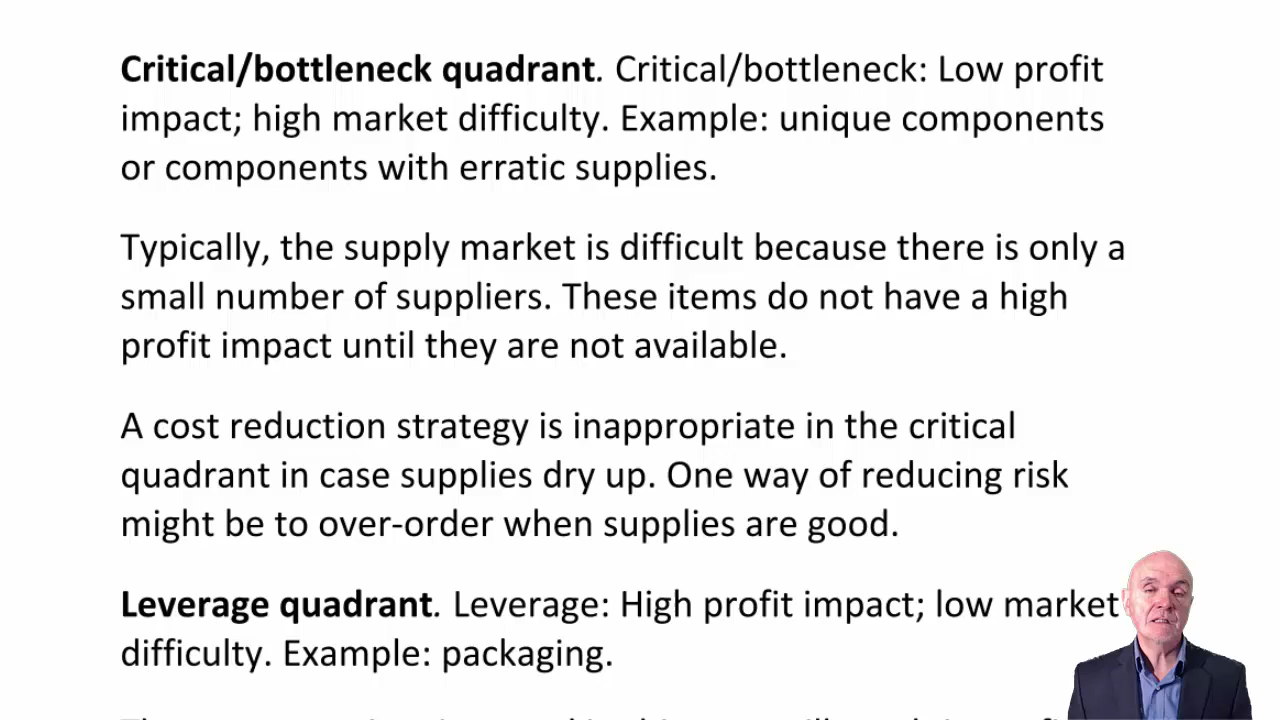 Critical/bottleneck quadrant. Critical/bottleneck: Low profit
impact; high market difficulty. Example: unique components
or components with erratic supplies.
Typically, the supply market is difficult because there is only a
small number of suppliers. These items do not have a high
profit impact until they are not available.
A cost reduction strategy is inappropriate in the critical
quadrant in case supplies dry up. One way of reducing risk
might be to over-order when supplies are good.
Leverage quadrant. Leverage: High profit impact; low market
difficulty. Example: packaging.